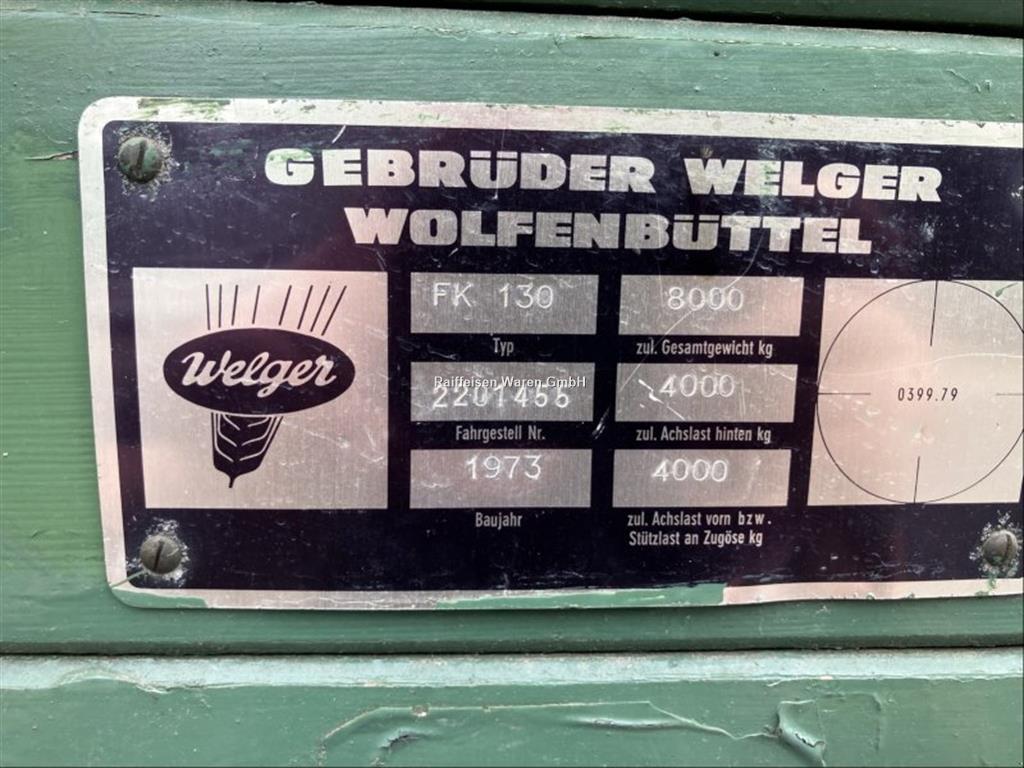 GEBRÜDER WELGER
WOLFENBÜTTEL
Welger
FK 130
Typ
2201455
Fahrgestell Nr.
1973
Baujahr
8000
zul. Gesamtgewicht kg
4000
zul. Achslast hinten kg
4000
zul. Achslast vorn bzw.
Stützlast an Zugöse kg
0399.79
Raiffeisen Waren GmbH